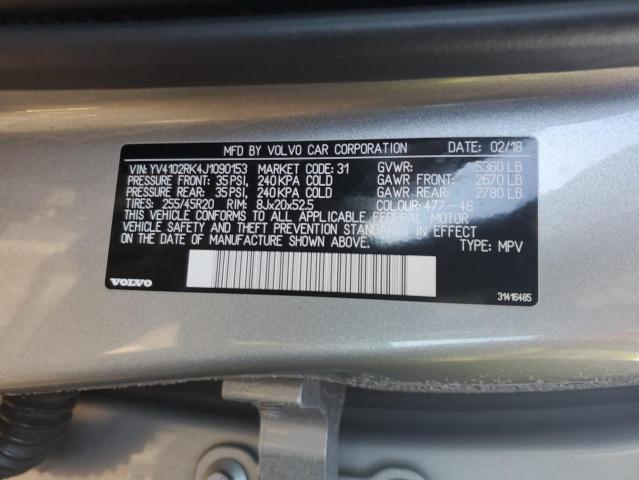 MFD BY VOLVO CAR CORPORATION DATE: 02/18
VIN: YV4102RK4J1090153 MARKET CODE: 31 GVWR: 5360 LB
PRESSURE FRONT: 35PSI, 240KPA COLD GAWR FRONT: 2670 LB
PRESSURE REAR: 35PSI, 240KPA COLD GAWR REAR: 2780 LB
TIRES: 255/45R20 RIM: 8Jx20x52.5 COLOUR: 477-46
THIS VEHICLE CONFORMS TO ALL APPLICABLE FEDERAL MOTOR
VEHICLE SAFETY AND THEFT PREVENTION STANDARDS IN EFFECT
ON THE DATE OF MANUFACTURE SHOWN ABOVE. TYPE: MPV
VOLVO 31416485